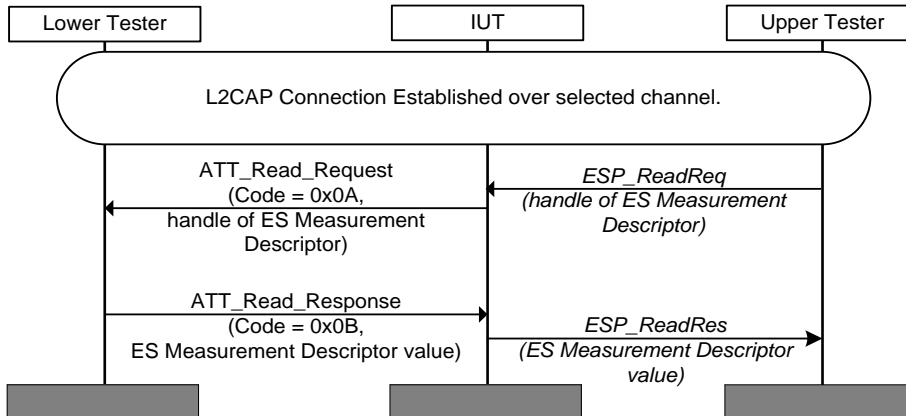 Lower Tester
IUT
Upper Tester
L2CAP Connection Established over selected channel.
ATT_Read_Request
(Code = 0x0A,
handle of ES Measurement
Descriptor)
ESP_ReadReq
(handle of ES Measurement
Descriptor)
ATT_Read_Response
(Code = 0x0B,
ES Measurement Descriptor value)
ESP_ReadRes
(ES Measurement Descriptor
value)